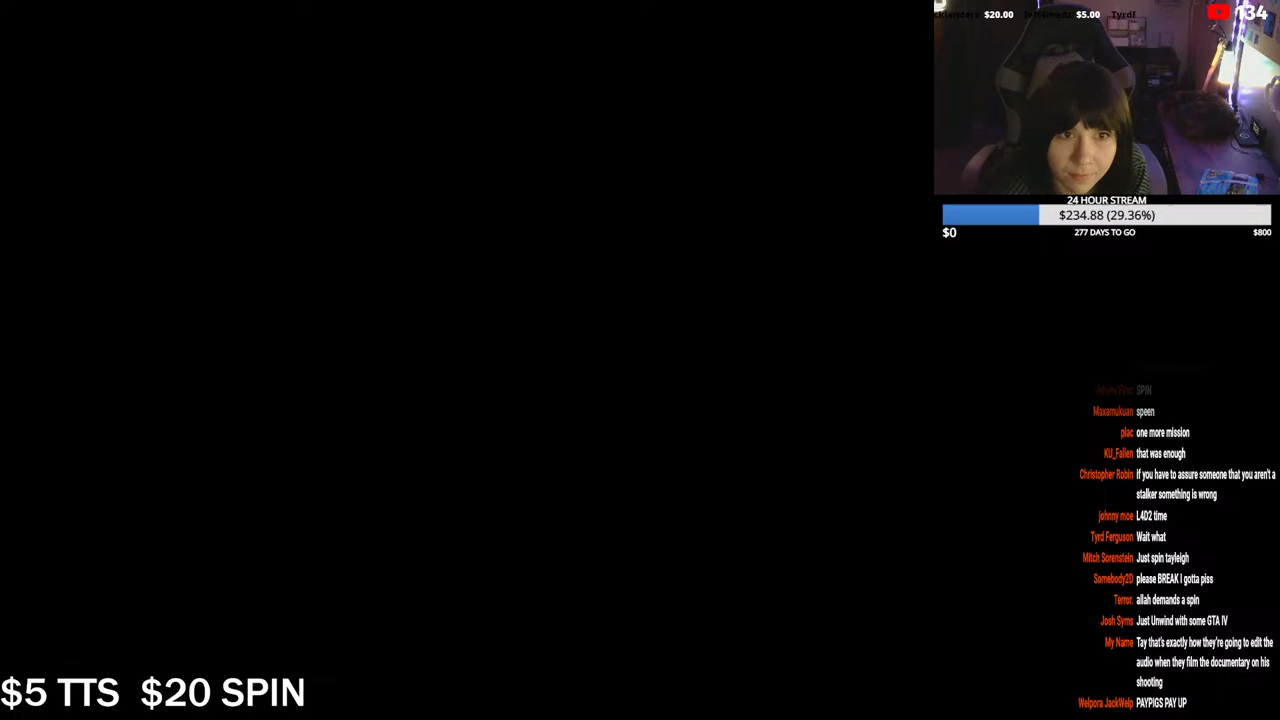 $20.00 $5.00 Tyrdf
134
24 HOUR STREAM
$234.88 (29.36%)
$0 277 DAYS TO GO $800
SPIN
Maxamukuan speen
plac one more mission
KU_Fallen that was enough
Christopher Robin if you have to assure someone that you aren't a
stalker something is wrong
johnny moe L4D2 time
Tyrd Ferguson Wait what
Mitch Sorenstein Just spin tayleigh
Somebody2D please BREAK I gotta piss
Terror. allah demands a spin
Josh Syms Just Unwind with some GTA IV
My Name Tay that's exactly how they're going to edit the
audio when they film the documentary on his
shooting
Welpora JackWelp PAYPIGS PAY UP
$5 TTS $20 SPIN